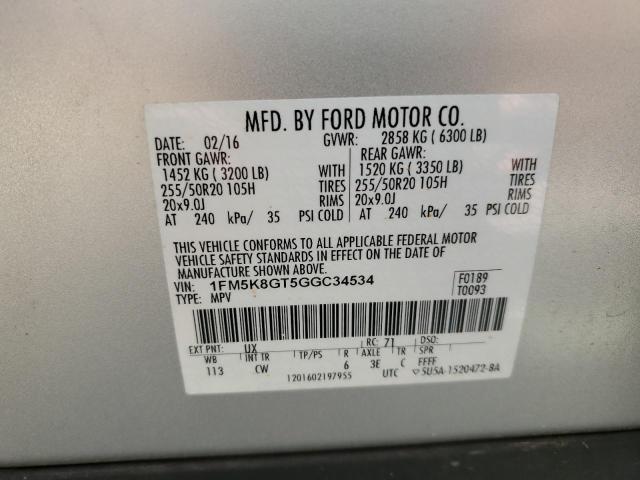 MFD. BY FORD MOTOR CO.
DATE: 02/16 GVWR: 2858 KG ( 6300 LB)
FRONT GAWR: REAR GAWR:
1452 KG ( 3200 LB) WITH 1520 KG ( 3350 LB) WITH
255/50R20 105H TIRES 255/50R20 105H TIRES
20x9.0J RIMS 20x9.0J RIMS
AT 240 kPa/ 35 PSI COLD AT 240 kPa/ 35 PSI COLD
THIS VEHICLE CONFORMS TO ALL APPLICABLE FEDERAL MOTOR
VEHICLE SAFETY STANDARDS IN EFFECT ON THE DATE OF
MANUFACTURE SHOWN ABOVE.
VIN: 1FM5K8GT5GGC34534 F0189
TYPE: MPV T0093
EXT PNT: UX RC: 71 DSO:
WB INT TR TP/PS R AXLE TR SPR
113 CW 6 3E C FFFF
1201602197955 UTC ▽5U5A-1520472-BA